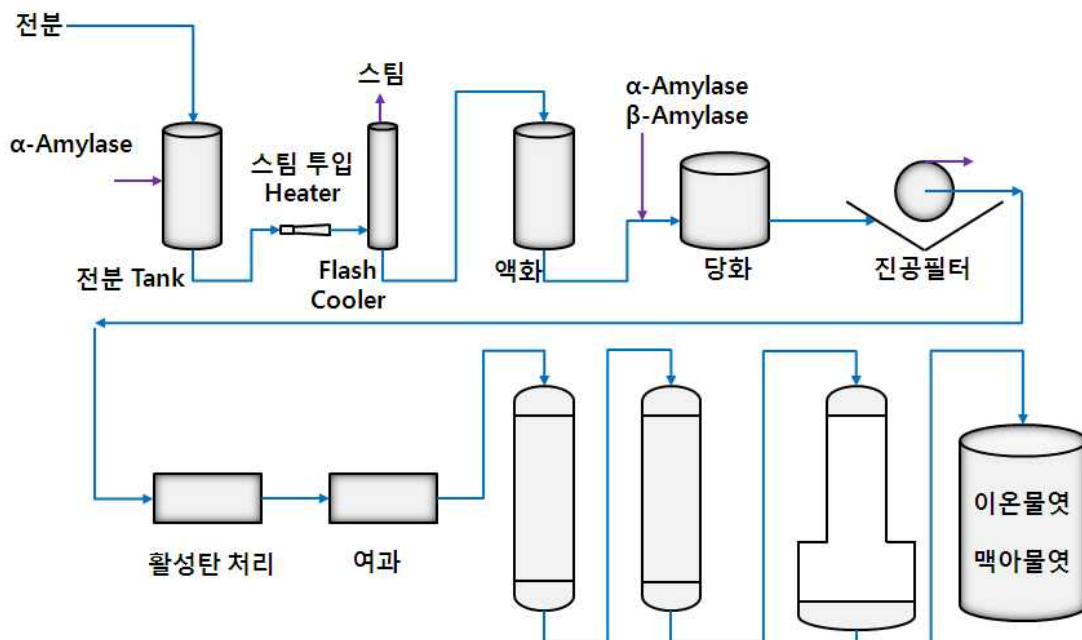 전분
스팀
α-Amylase
β-Amylase
α-Amylase
스팀 투입
Heater
전분 Tank
Flash
Cooler
액화
당화
진공필터
활성탄 처리
여과
이온물엿
맥아물엿